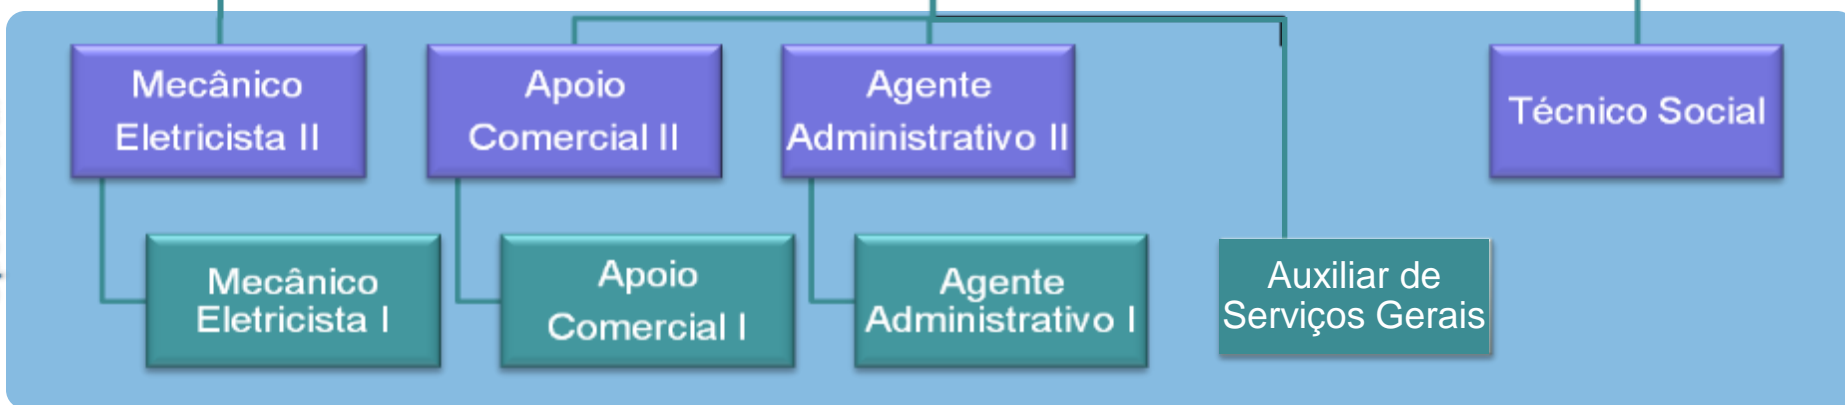 Mecânico
Eletricista II
Apoio
Comercial II
Agente
Administrativo II
Técnico Social
Mecânico
Eletricista I
Apoio
Comercial I
Agente
Administrativo I
Auxiliar de
Serviços Gerais